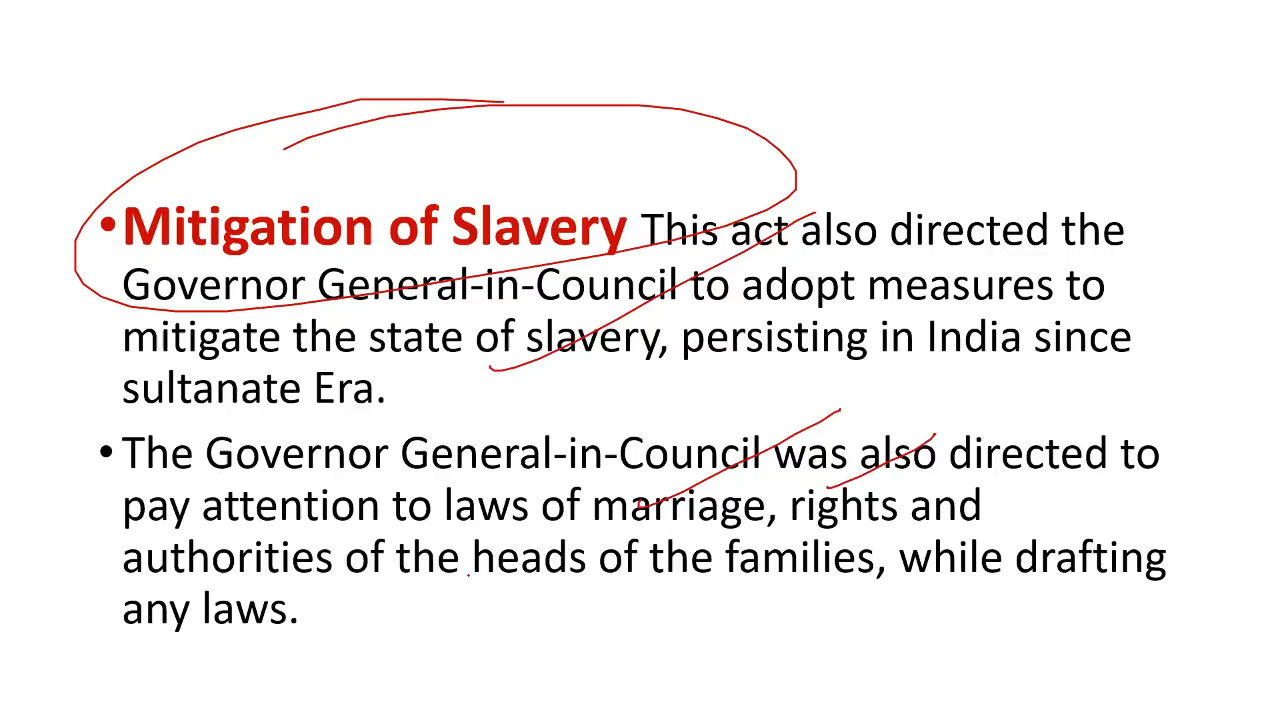 •Mitigation of Slavery This act also directed the
Governor General-in-Council to adopt measures to
mitigate the state of slavery, persisting in India since
sultanate Era.
•The Governor General-in-Council was also directed to
pay attention to laws of marriage, rights and
authorities of the heads of the families, while drafting
any laws.